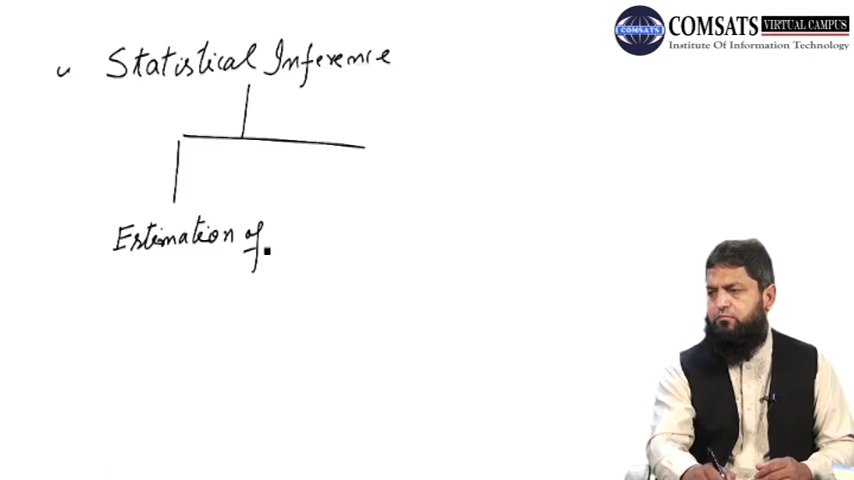 COMSATS VIRTUAL CAMPUS
COMSATS
Institute Of Information Technology
Statistical Inference
Estimation of